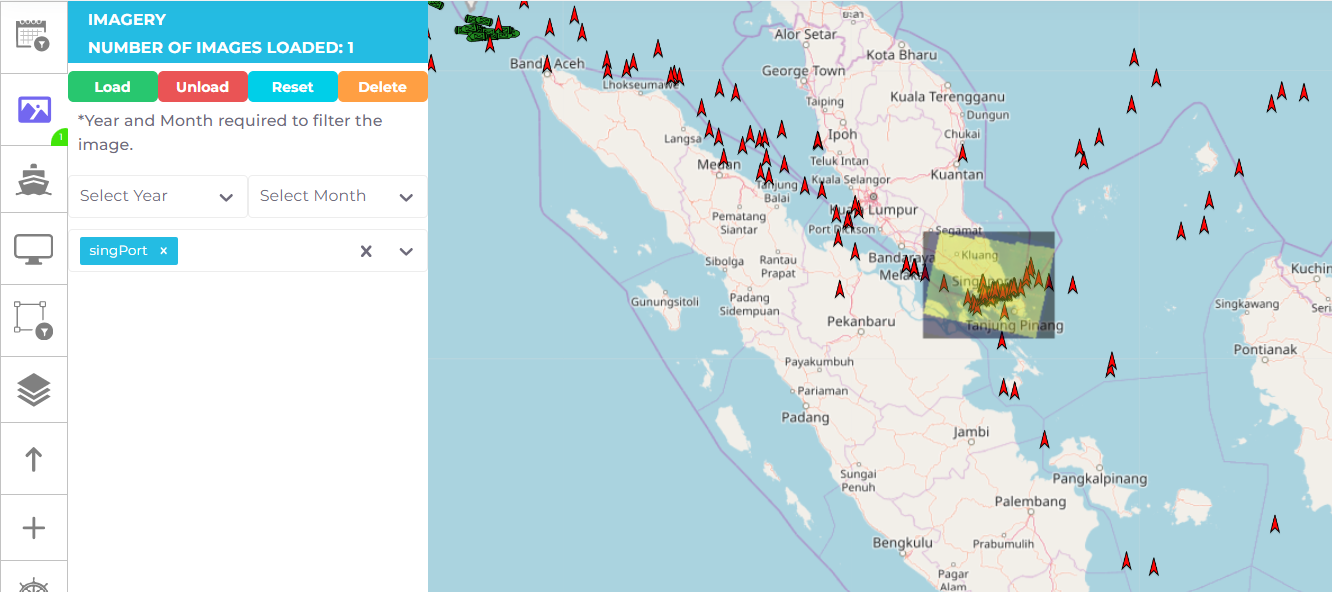 IMAGERY
NUMBER OF IMAGES LOADED: 1
Load
Unload
Reset
Delete
*Year and Month required to filter the
image.
Select Year
Select Month
singPort ×
1
Alor Setar
Kota Bharu
Banda Aceh
Lhokseumawe
George Town
Kuala Terengganu
Taiping
Dungun
Ipoh
Chukai
Langsa
Teluk Intan
Medan
Kuantan
Kuala Selangor
Tanjung
Balai
Kuala Lumpur
Pematang
Siantar
Port Dickson
Segamat
Bandaraya
Melaka
Kluang
Sibolga
Rantau
Prapat
Kuchin
Singapore
Gunungsitoli
Padang
Sidempuan
Singkawang
Seri
Pekanbaru
Tanjung Pinang
Pontianak
Payakumbuh
Pariaman
Padang
Jambi
Sungai
Penuh
Pangkalpinang
Palembang
Bengkulu
Prabumulih
Pagar
Alam